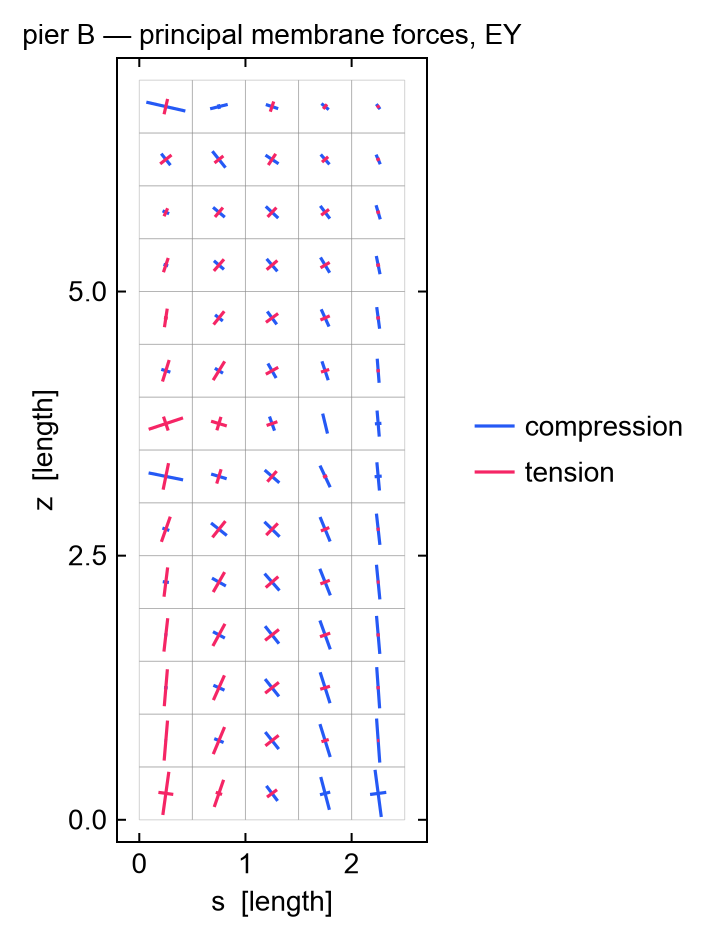 pier B — principal membrane forces, EY
5.0
2.5
0.0
z [length]
0 1 2
s [length]
compression
tension